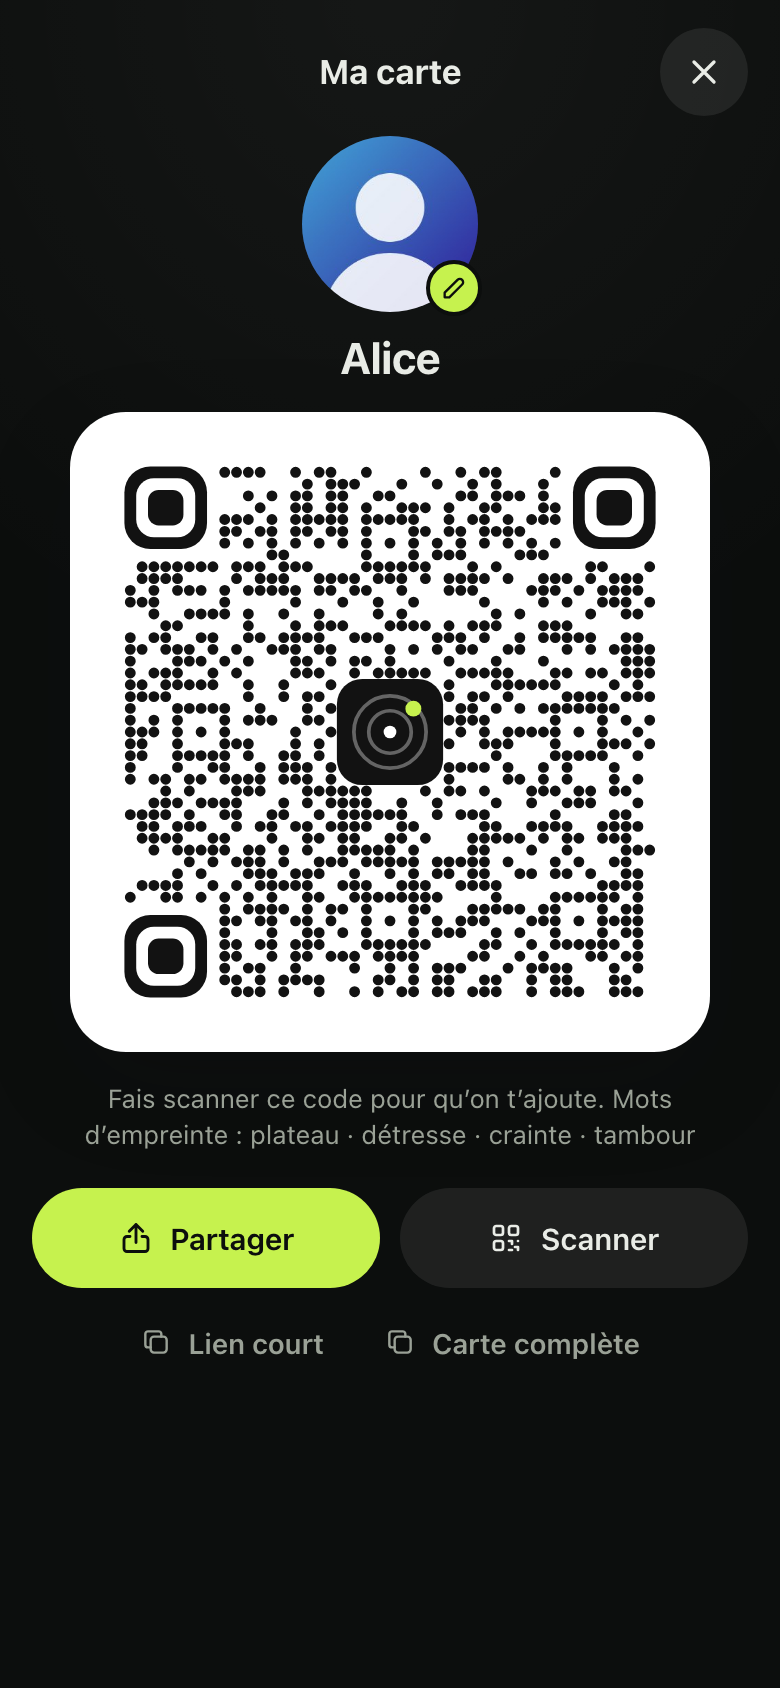 Ma carte
Alice
Fais scanner ce code pour qu’on t’ajoute. Mots
d’empreinte : plateau · détresse · crainte · tambour
Partager
Scanner
Lien court
Carte complète